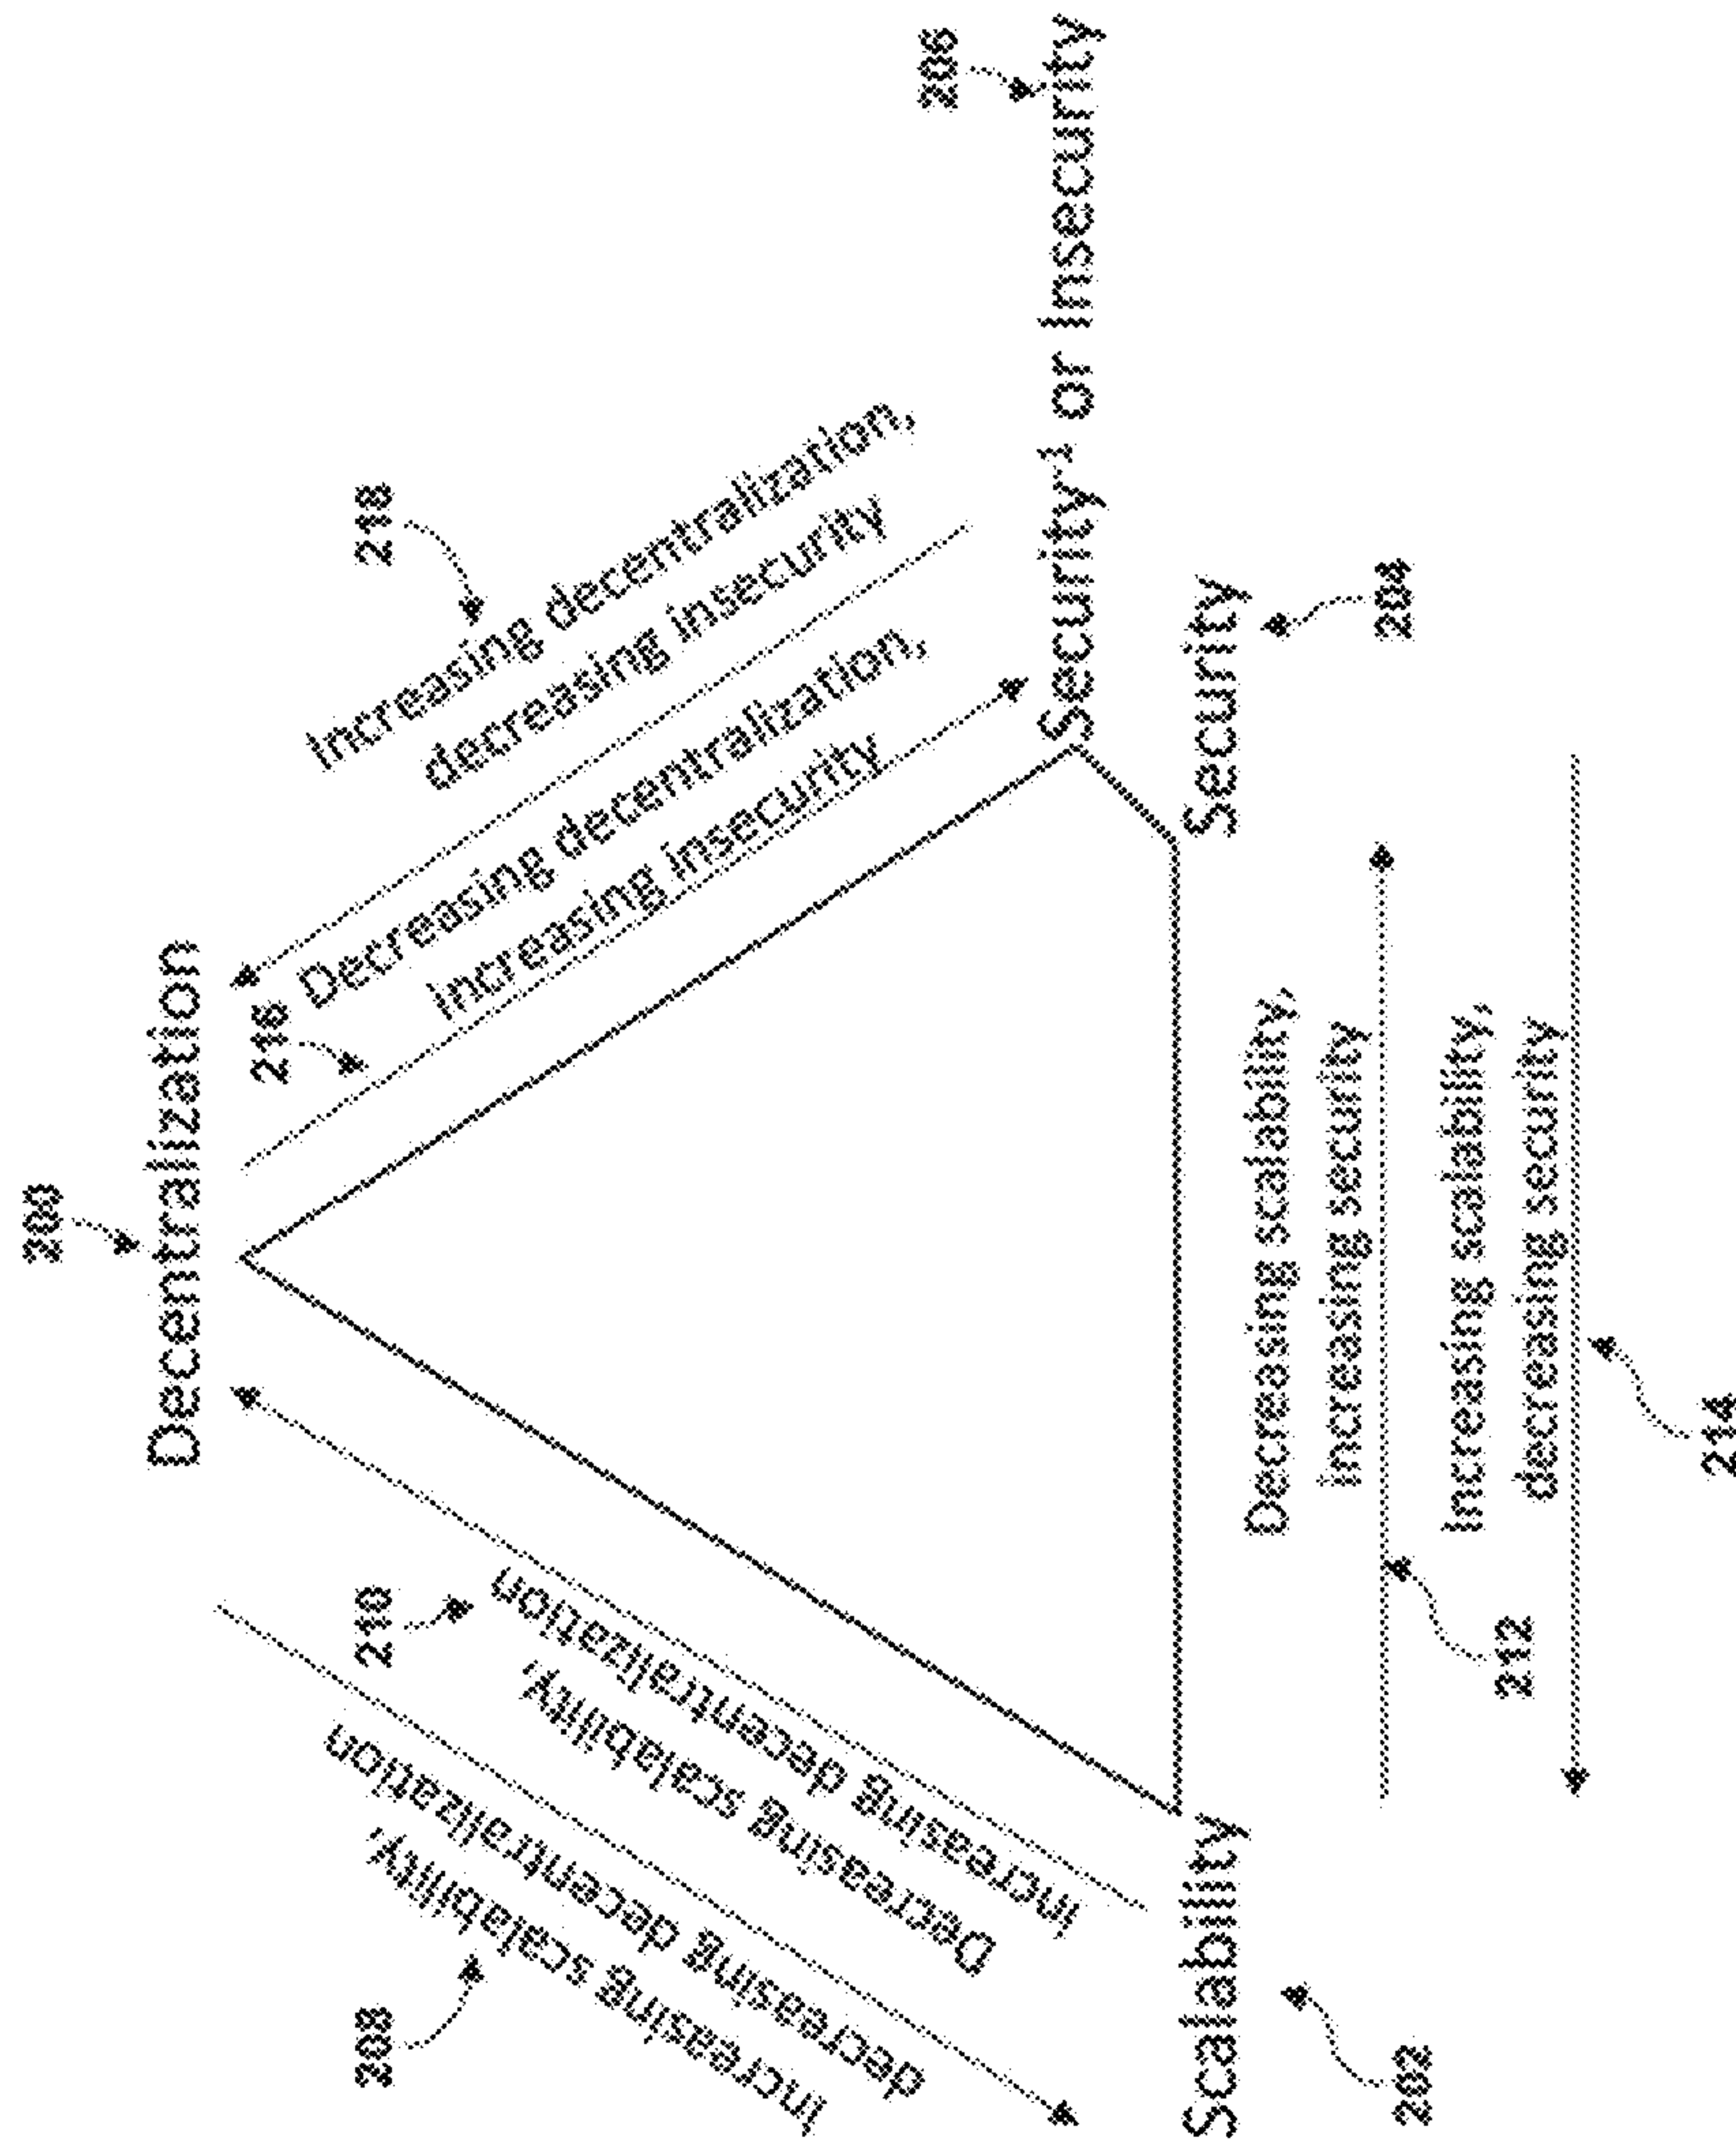 200
Decentralization
208
increasing scalability,
decreasing decentralization
210
Decreasing scalability,
increasing decentralization
216
Decreasing decentralization,
increasing insecurity
218
Increasing decentralization,
decreasing insecurity
206
Security⁻¹ or Insecurity
Scalability
202
Security
204
Decreasing scalability,
increasing security
212
Increasing scalability,
decreasing security
214